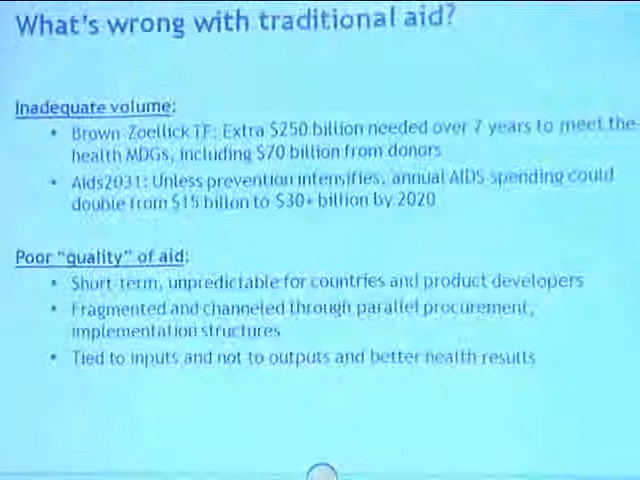 What's wrong with traditional aid?
Inadequate volume:
• Brown-Zoellick TF: Extra $250 billion needed over 7 years to meet the
health MDGs, including $70 billion from donors
• Aids2031: Unless prevention intensifies, annual AIDS spending could
double from $15 billion to $30+ billion by 2020
Poor "quality" of aid:
• Short-term, unpredictable for countries and product developers
• Fragmented and channeled through parallel procurement,
implementation structures
• Tied to inputs and not to outputs and better health results